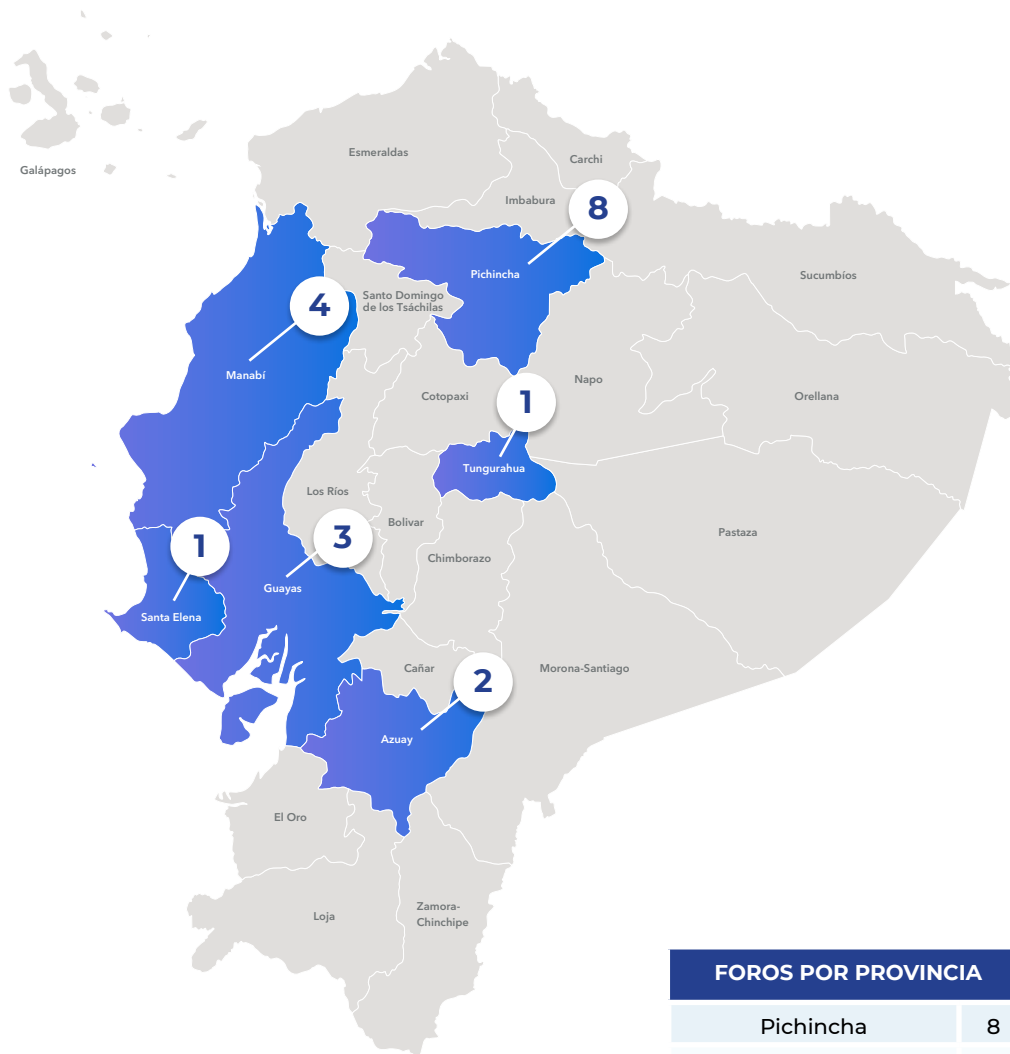 Galápagos
Esmeraldas
Carchi
Imbabura
8
Pichincha
Sucumbíos
Santo Domingo
de los Tsáchilas
4
Manabí
Napo
Cotopaxi
1
Orellana
Tungurahua
Los Ríos
Bolivar
3
Pastaza
1
Chimborazo
Guayas
Santa Elena
Cañar
Morona-Santiago
2
Azuay
El Oro
Zamora-
Chinchipe
Loja
FOROS POR PROVINCIA
Pichincha 8